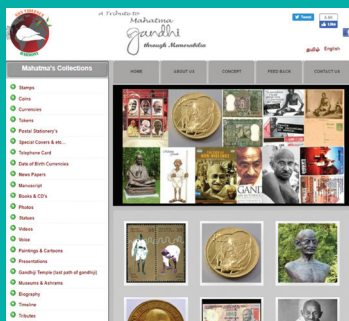 A Tribute to
Mahatma
Gandhi
through Memorabilia
Tweet
Like
தமிழ் English
Mahatma's Collections
HOME
ABOUT US
CONCEPT
FEED BACK
CONTACT US
Stamps
Coins
Currencies
Tokens
Postal Stationery's
Special Covers & etc...
Telephone Card
Date of Birth Currencies
News Papers
Manuscript
Books & CD's
Photos
Statues
Videos
Voice
Paintings & Cartoons
Presentations
Gandhiji Temple (last path of gandhiji)
Museums & Ashrams
Biography
Timeline
Tributes